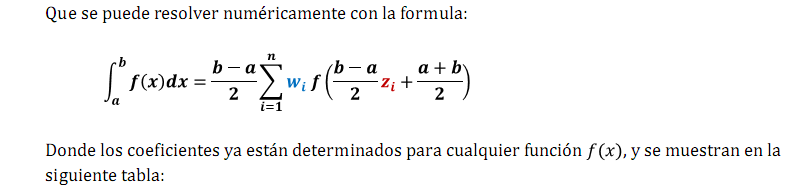 Que se puede resolver numéricamente con la formula:
∫_a^b f(x)dx = (b − a)/2 ∑_{i=1}^{n} w_i f((b − a)/2 z_i + (a + b)/2)
Donde los coeficientes ya están determinados para cualquier función f(x), y se muestran en la
siguiente tabla: